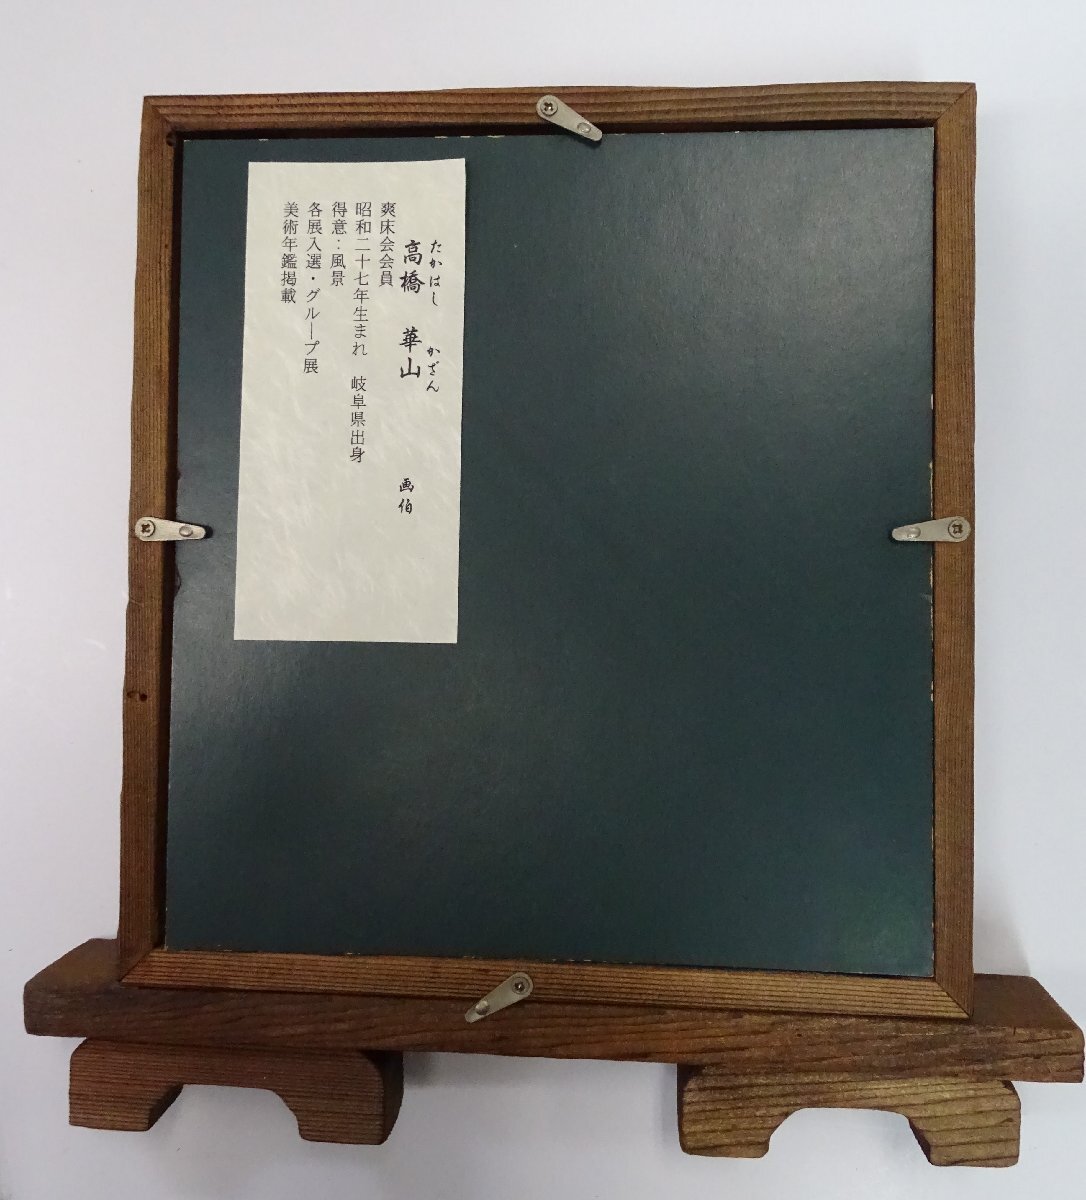 たかはし かざん
高橋 華山 画伯
爽床会会員
昭和二十七年生まれ 岐阜県出身
得意：風景
各展入選・グループ展
美術年鑑掲載